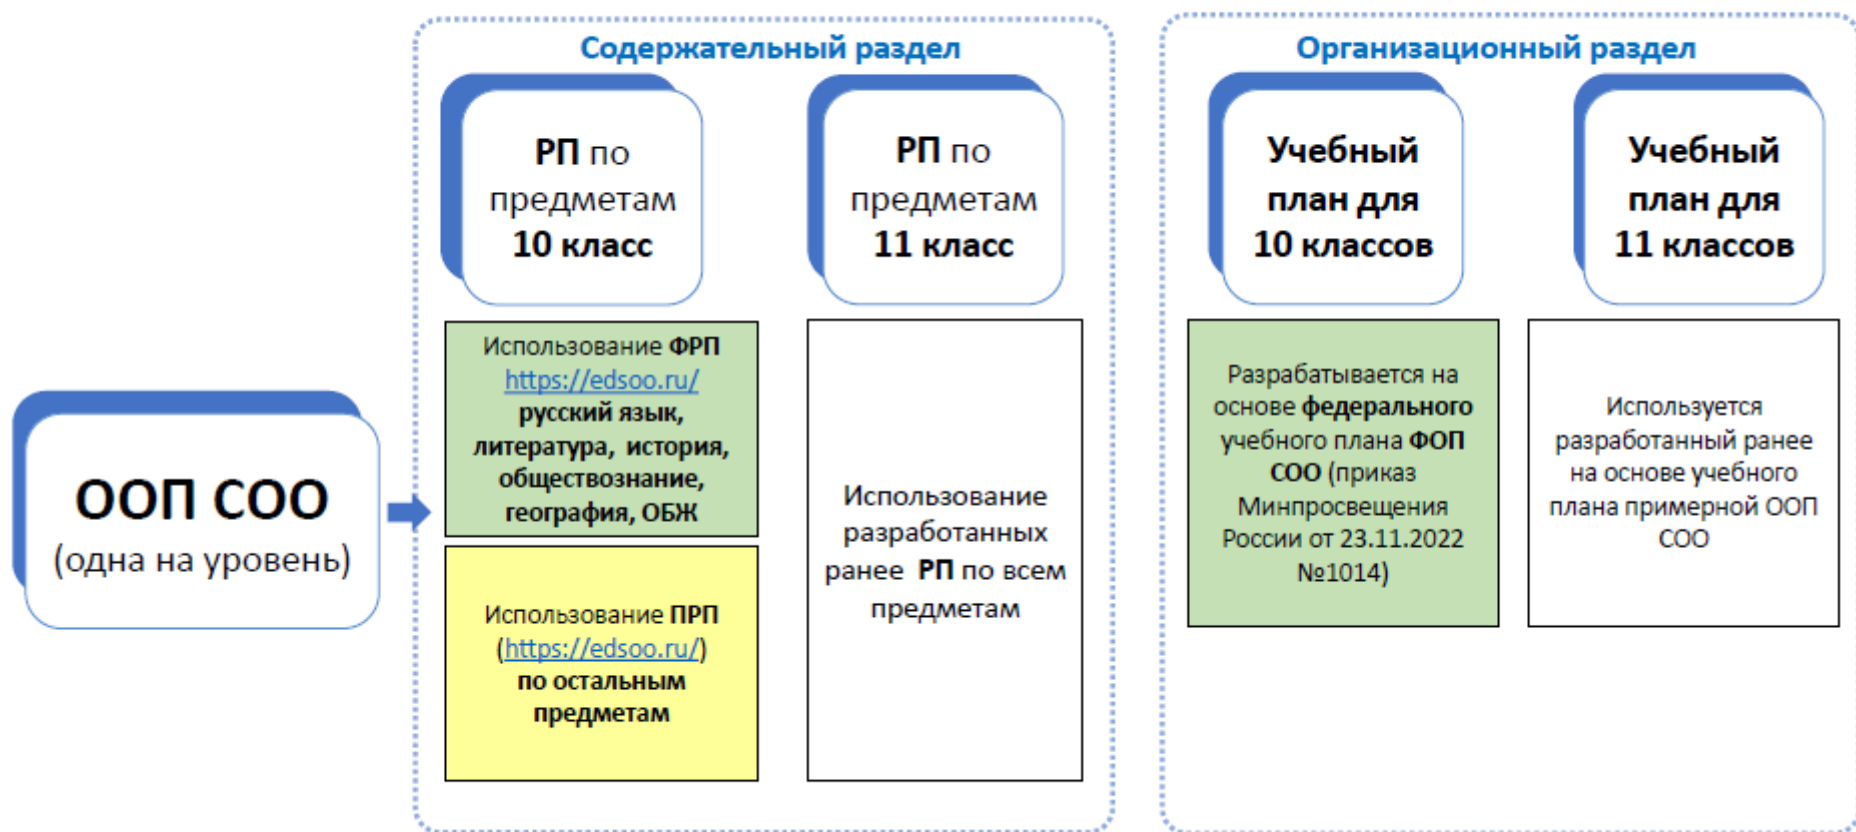 ООП СОО
(одна на уровень)
Содержательный раздел
РП по
предметам
10 класс
Использование ФРП
https://edsoo.ru/
русский язык,
литература, история,
обществознание,
география, ОБЖ
Использование ПРП
(https://edsoo.ru/)
по остальным
предметам
РП по
предметам
11 класс
Использование
разработанных
ранее РП по всем
предметам
Организационный раздел
Учебный
план для
10 классов
Разрабатывается на
основе федерального
учебного плана ФОП
СОО (приказ
Минпросвещения
России от 23.11.2022
№1014)
Учебный
план для
11 классов
Используется
разработанный ранее
на основе учебного
плана примерной ООП
СОО